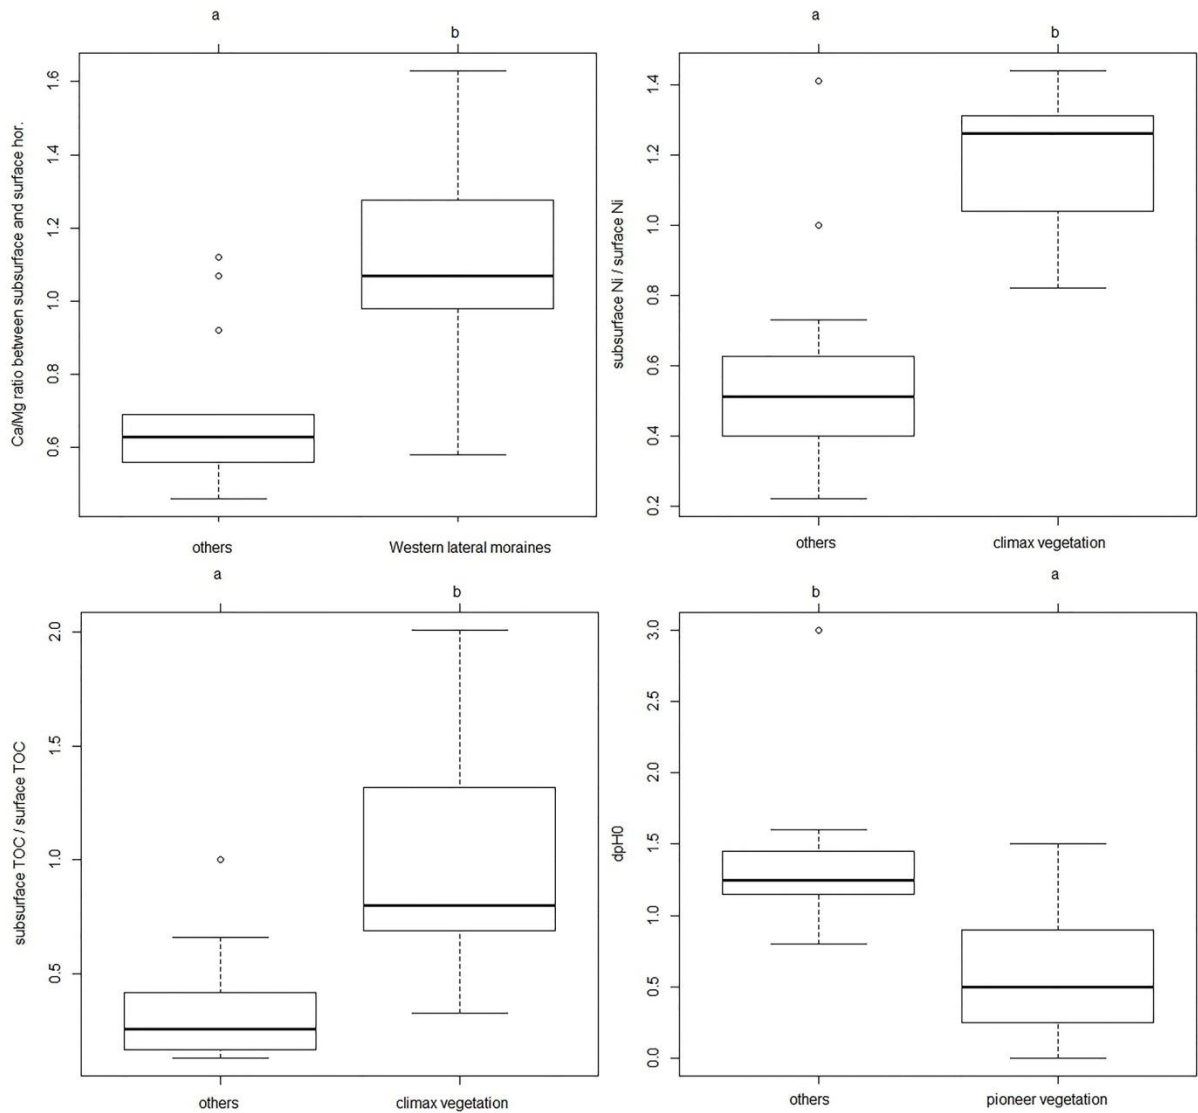 a
b
Ca/Mg ratio between subsurface and surface hor.
1.6
1.4
1.2
1.0
0.8
0.6
others
Western lateral moraines
a
b
subsurface Ni / surface Ni
1.4
1.2
1.0
0.8
0.6
0.4
0.2
others
climax vegetation
a
b
subsurface TOC / surface TOC
2.0
1.5
1.0
0.5
others
climax vegetation
b
a
dpH0
3.0
2.5
2.0
1.5
1.0
0.5
0.0
others
pioneer vegetation